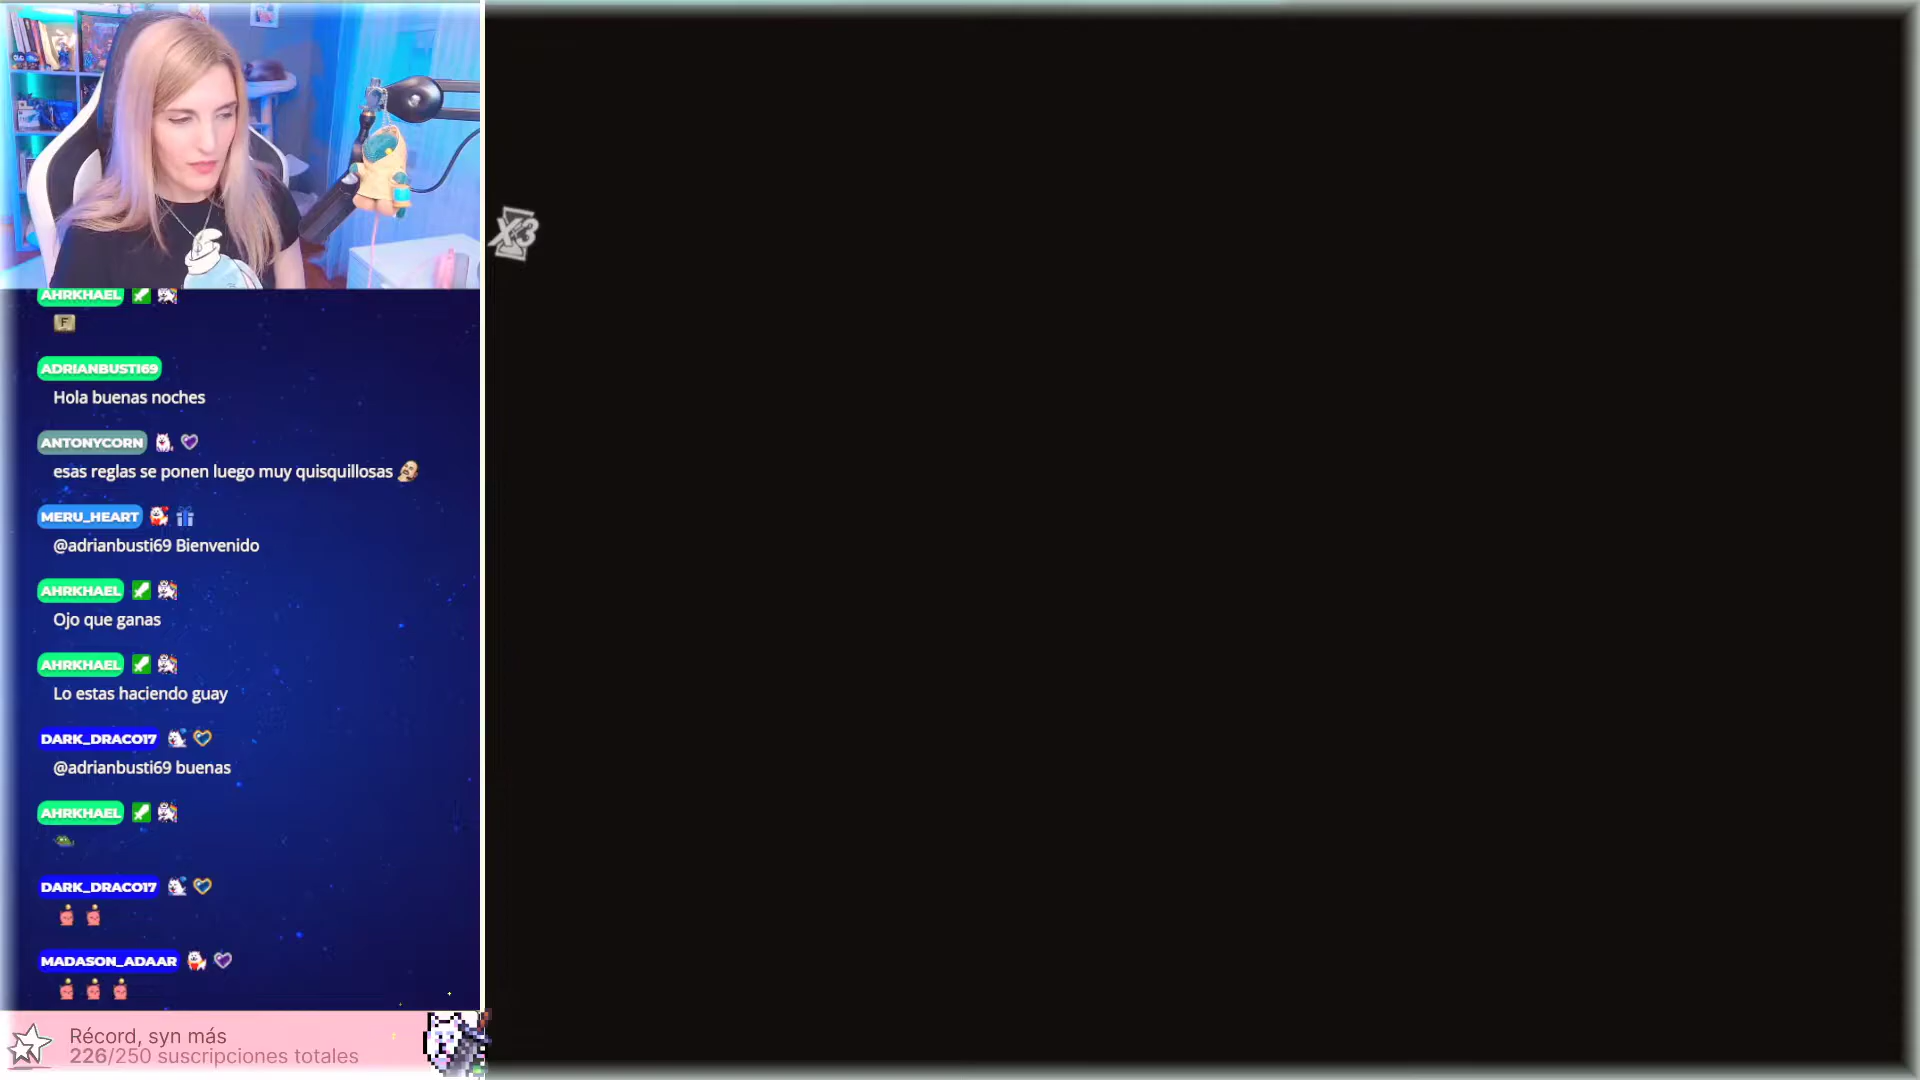 AHRKHAEL
F
ADRIANBUSTI69
Hola buenas noches
ANTONYCORN
esas reglas se ponen luego muy quisquillosas
MERU_HEART
@adrianbusti69 Bienvenido
AHRKHAEL
Ojo que ganas
AHRKHAEL
Lo estas haciendo guay
DARK_DRACO17
@adrianbusti69 buenas
AHRKHAEL
DARK_DRACO17
MADASON_ADAAR
Récord, syn más
226/250 suscripciones totales
X3